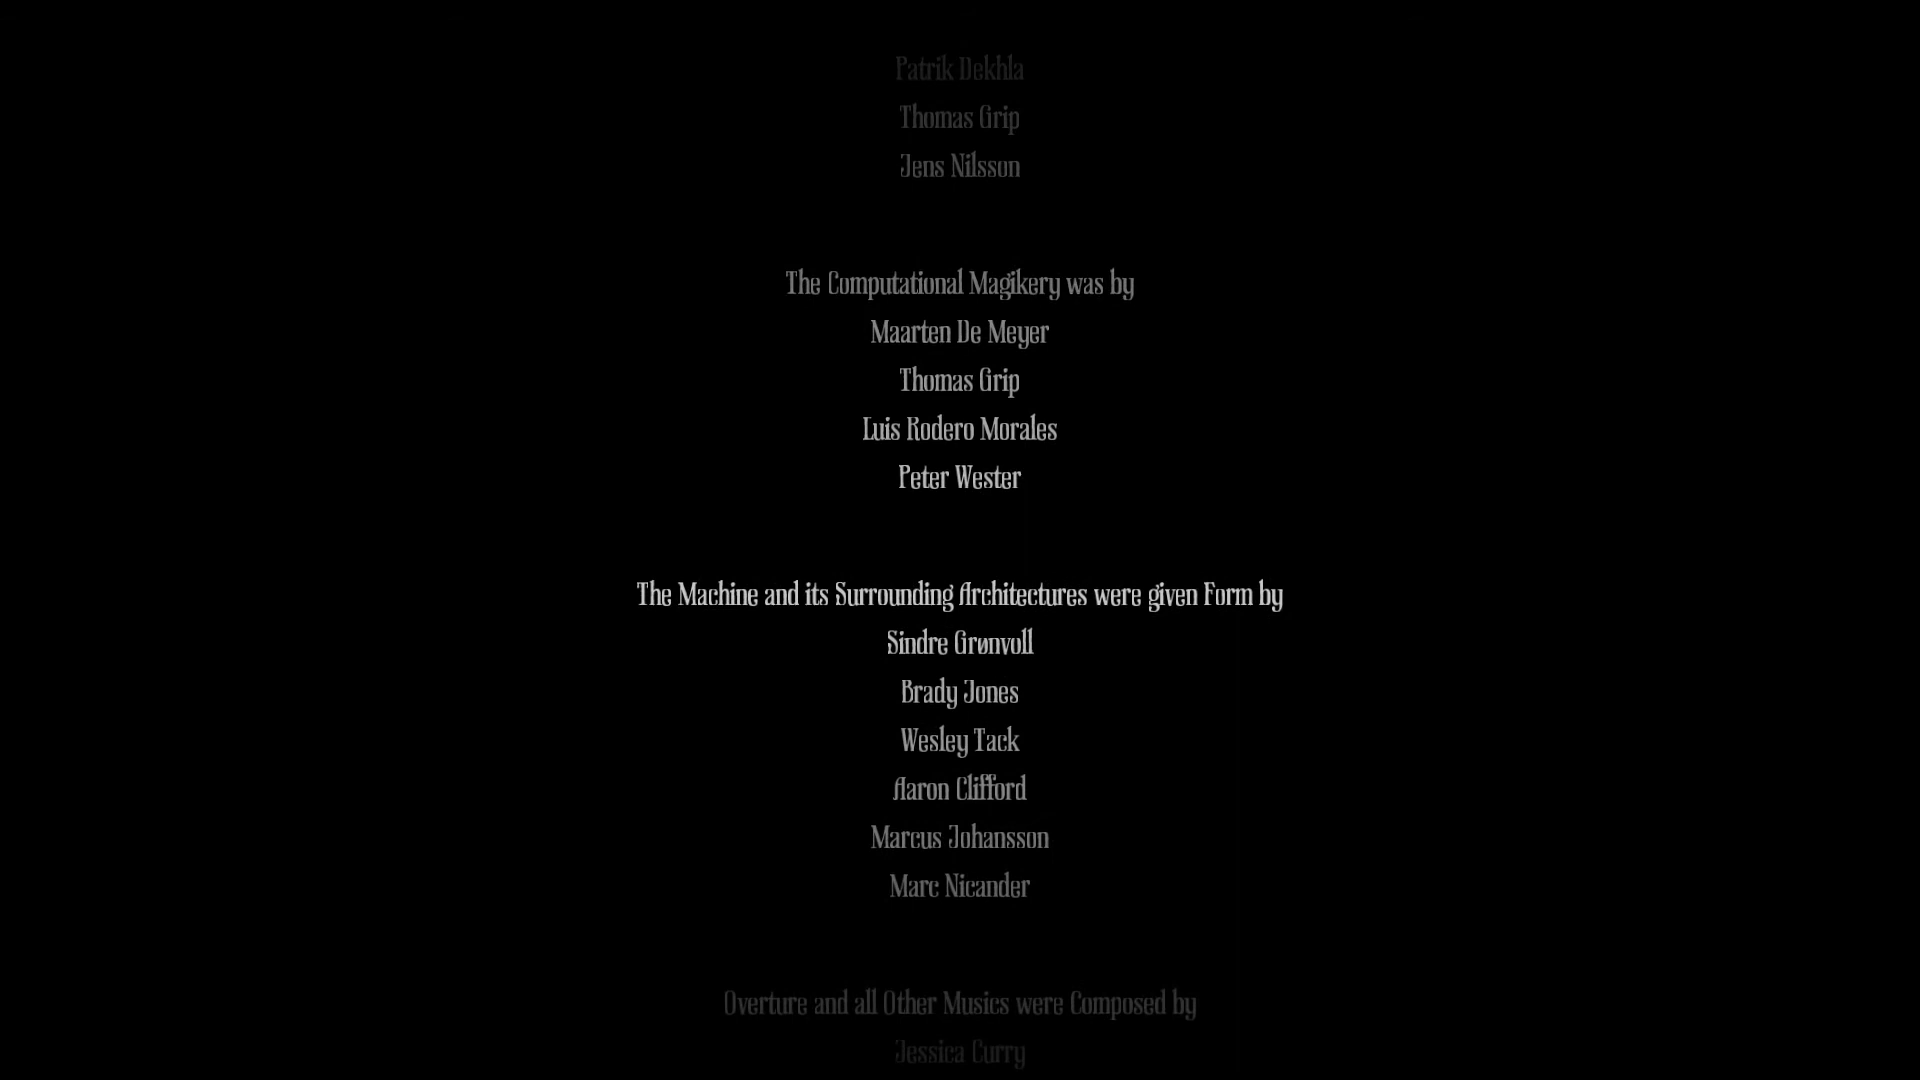 Patrik Dekhla
Thomas Grip
Jens Nilsson
The Computational Magikery was by
Maarten De Meyer
Thomas Grip
Luis Rodero Morales
Peter Wester
The Machine and its Surrounding Architectures were given Form by
Sindre Grønvoll
Brady Jones
Wesley Tack
Aaron Clifford
Marcus Johansson
Marc Nicander
Overture and all Other Musics were Composed by
Jessica Curry